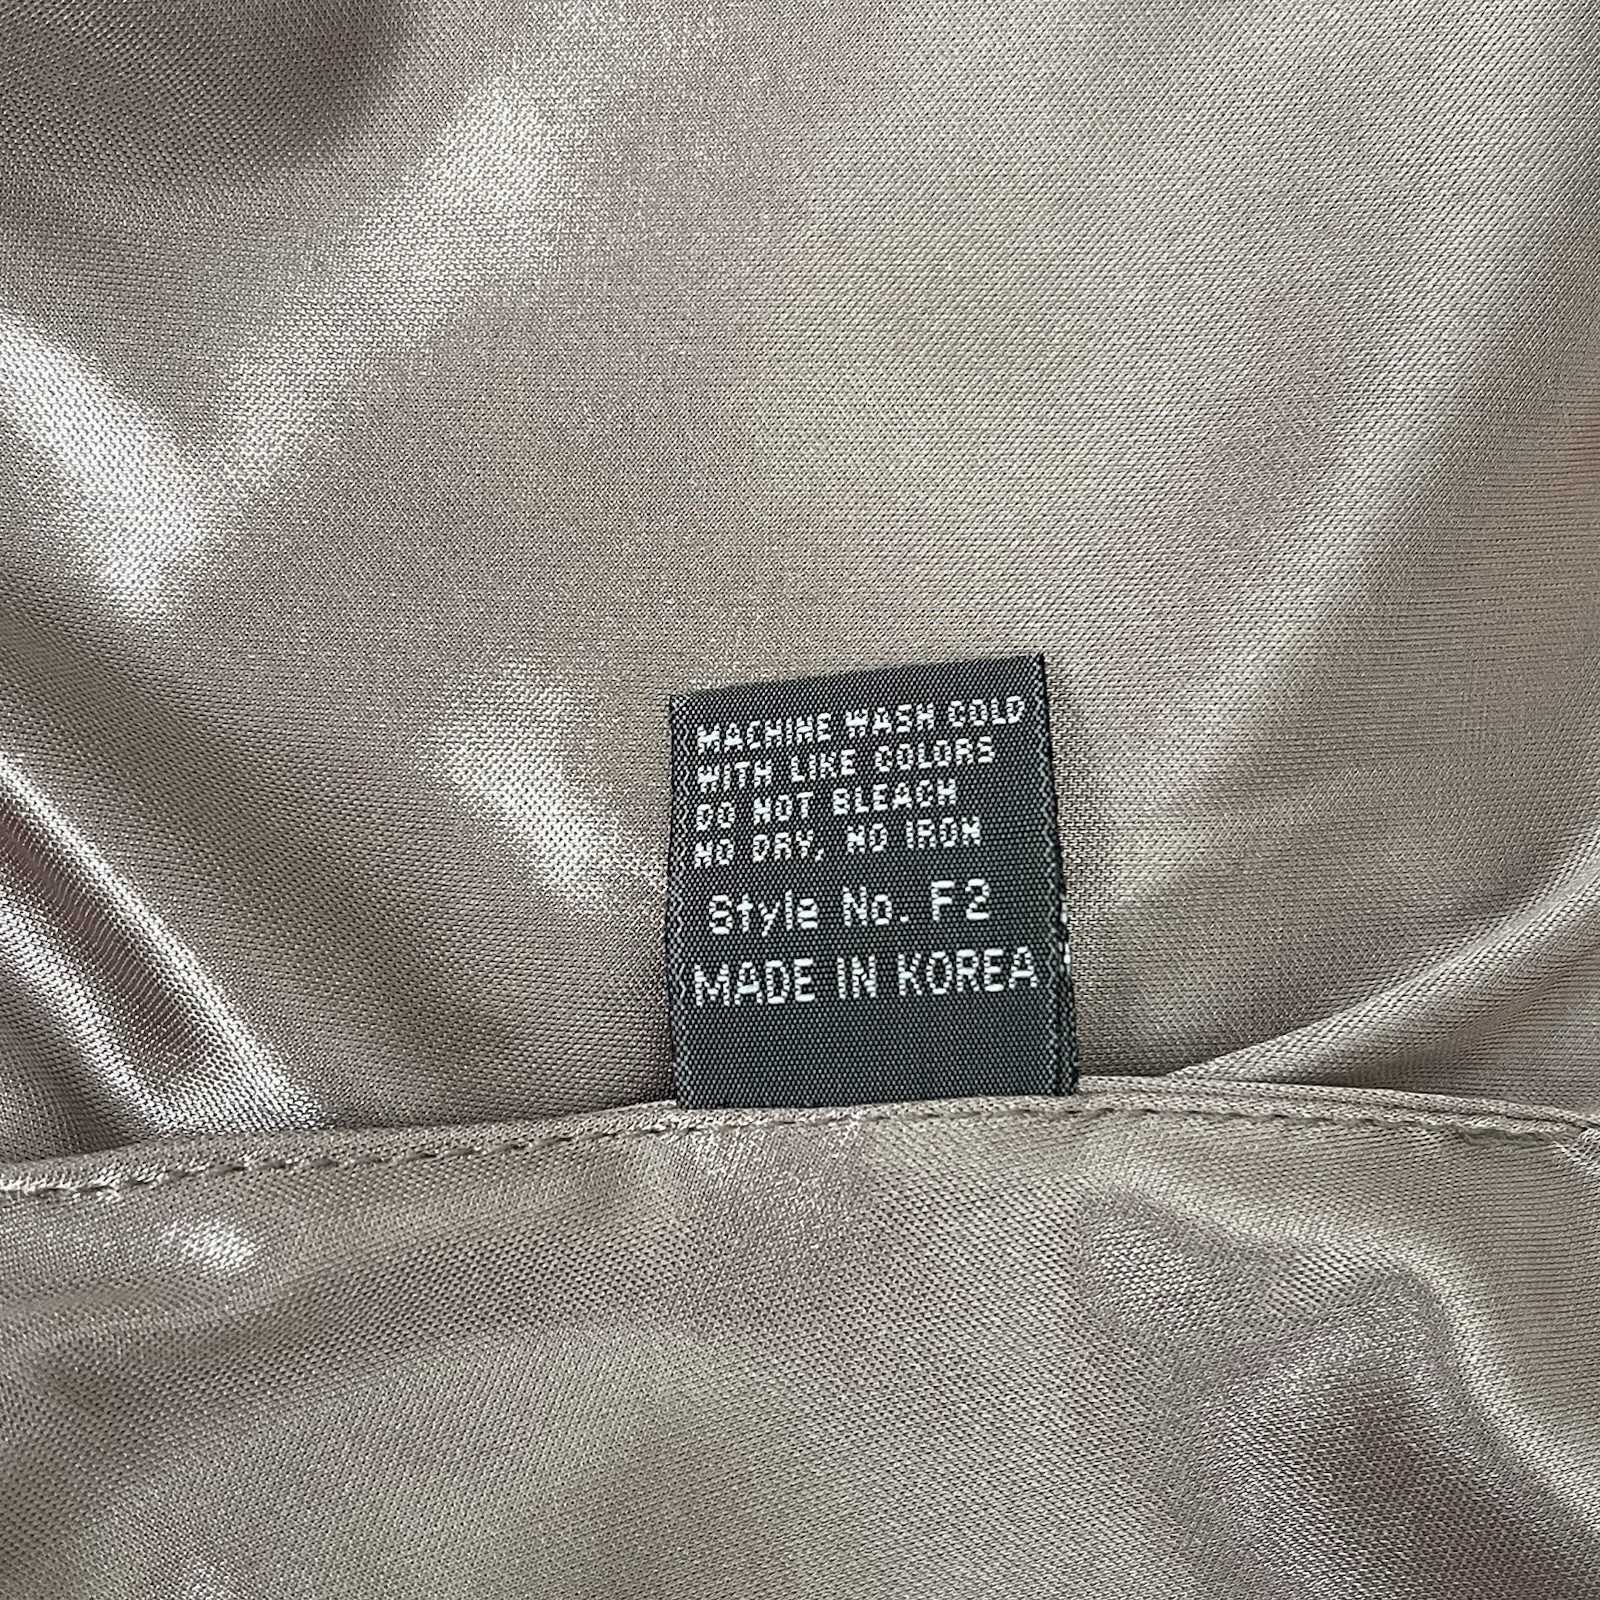 MACHINE WASH COLD
WITH LIKE COLORS
DO NOT BLEACH
NO DRY, NO IRON
Style No. F2
MADE IN KOREA